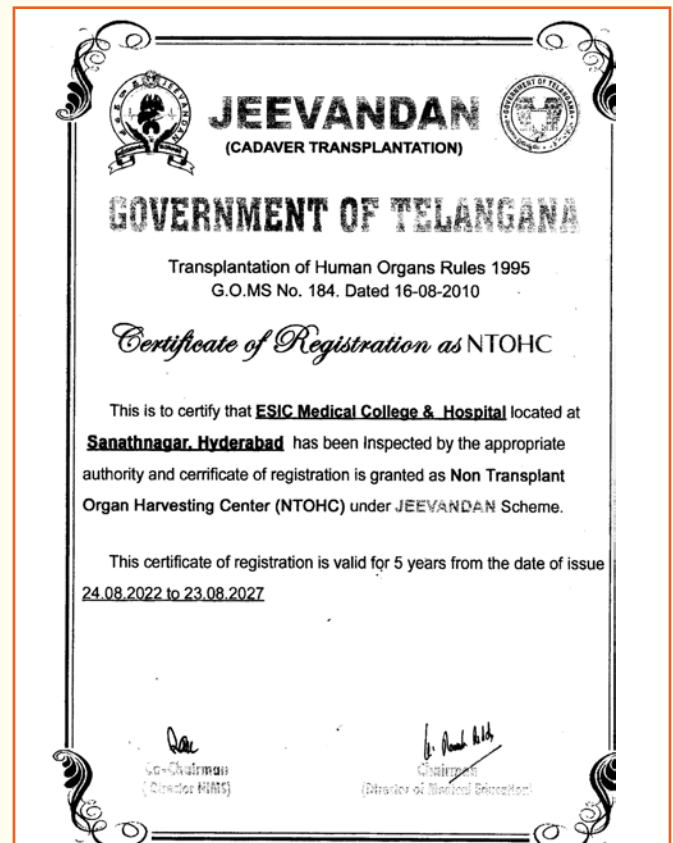 JEEVANDAN
GOVERNMENT OF TELANGANA
JEEVANDAN
(CADAVER TRANSPLANTATION)
GOVERNMENT OF TELANGANA
Transplantation of Human Organs Rules 1995
G.O.MS No. 184. Dated 16-08-2010
Certificate of Registration as NTOHC
This is to certify that ESIC Medical College & Hospital located at
Sanathnagar, Hyderabad has been Inspected by the appropriate
authority and cerrificate of registration is granted as Non Transplant
Organ Harvesting Center (NTOHC) under JEEVANDAN Scheme.
This certificate of registration is valid for 5 years from the date of issue
24.08.2022 to 23.08.2027
Co-Chairman
(Director NIMS)
Chairman
(Director of Medical Education)